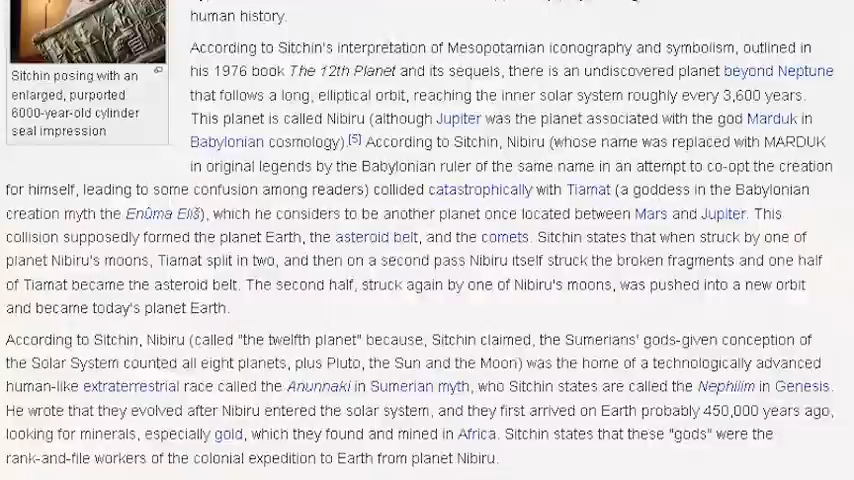 human history.
According to Sitchin's interpretation of Mesopotamian iconography and symbolism, outlined in
his 1976 book The 12th Planet and its sequels, there is an undiscovered planet beyond Neptune
that follows a long, elliptical orbit, reaching the inner solar system roughly every 3,600 years.
This planet is called Nibiru (although Jupiter was the planet associated with the god Marduk in
Babylonian cosmology).[5] According to Sitchin, Nibiru (whose name was replaced with MARDUK
in original legends by the Babylonian ruler of the same name in an attempt to co-opt the creation
for himself, leading to some confusion among readers) collided catastrophically with Tiamat (a goddess in the Babylonian
creation myth the Enûma Eliš), which he considers to be another planet once located between Mars and Jupiter. This
collision supposedly formed the planet Earth, the asteroid belt, and the comets. Sitchin states that when struck by one of
planet Nibiru's moons, Tiamat split in two, and then on a second pass Nibiru itself struck the broken fragments and one half
of Tiamat became the asteroid belt. The second half, struck again by one of Nibiru's moons, was pushed into a new orbit
and became today's planet Earth.
According to Sitchin, Nibiru (called "the twelfth planet" because, Sitchin claimed, the Sumerians' gods-given conception of
the Solar System counted all eight planets, plus Pluto, the Sun and the Moon) was the home of a technologically advanced
human-like extraterrestrial race called the Anunnaki in Sumerian myth, who Sitchin states are called the Nephilim in Genesis.
He wrote that they evolved after Nibiru entered the solar system, and they first arrived on Earth probably 450,000 years ago,
looking for minerals, especially gold, which they found and mined in Africa. Sitchin states that these "gods" were the
rank-and-file workers of the colonial expedition to Earth from planet Nibiru.
Sitchin posing with an
enlarged, purported
6000-year-old cylinder
seal impression